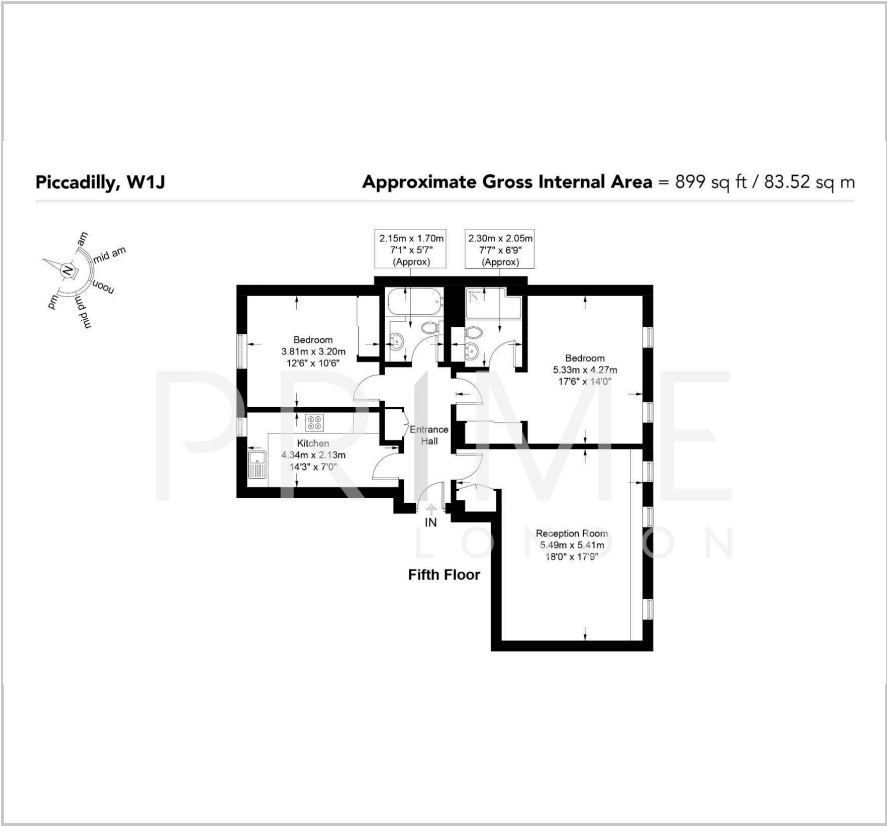 Piccadilly, W1J
Approximate Gross Internal Area = 899 sq ft / 83.52 sq m
am
mid am
noon
mid pm
pm
N
2.15m x 1.70m
7'1" x 5'7"
(Approx)
2.30m x 2.05m
7'7" x 6'9"
(Approx)
Bedroom
3.81m x 3.20m
12'6" x 10'6"
Bedroom
5.33m x 4.27m
17'6" x 14'0"
Entrance
Hall
Kitchen
4.34m x 2.13m
14'3" x 7'0"
IN
Reception Room
5.49m x 5.41m
18'0" x 17'9"
Fifth Floor
PRIME
LONDON